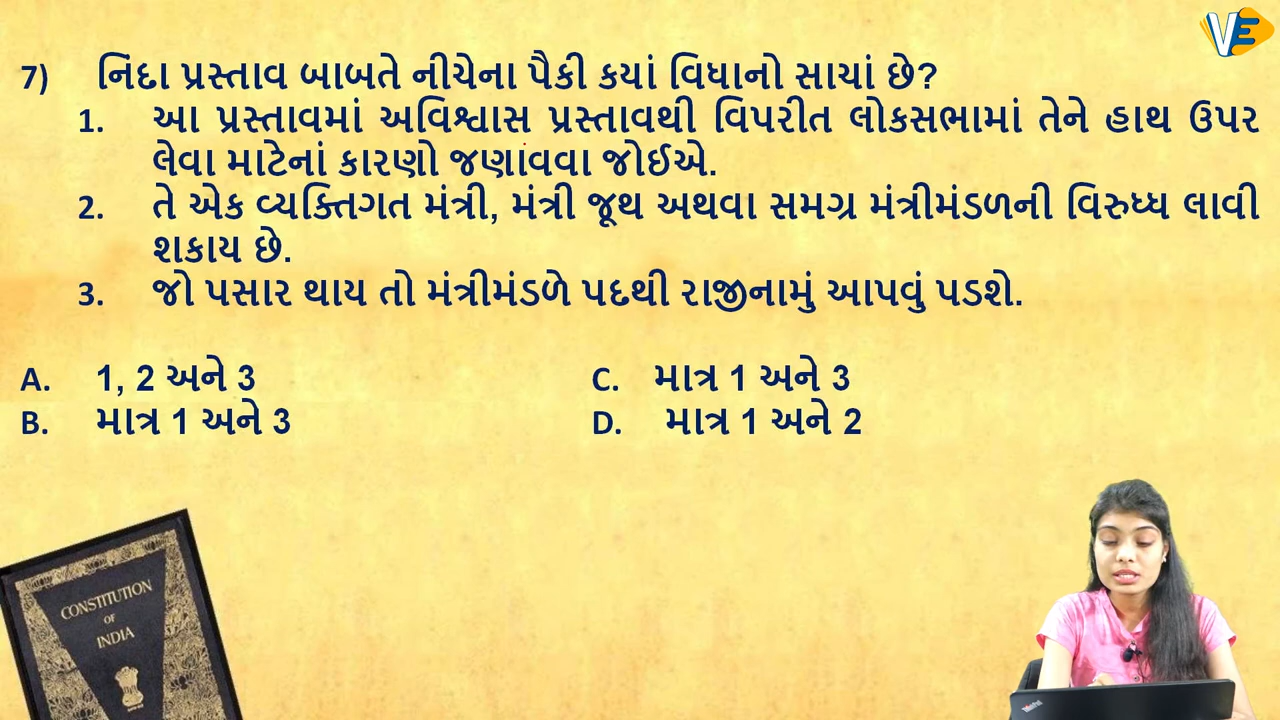 VE
7) નિંદા પ્રસ્તાવ બાબતે નીચેના પૈકી કયાં વિધાનો સાચાં છે?
1. આ પ્રસ્તાવમાં અવિશ્વાસ પ્રસ્તાવથી વિપરીત લોકસભામાં તેને હાથ ઉપર
લેવા માટેનાં કારણો જણાવવા જોઈએ.
2. તે એક વ્યક્તિગત મંત્રી, મંત્રી જૂથ અથવા સમગ્ર મંત્રીમંડળની વિરુધ્ધ લાવી
શકાય છે.
3. જો પસાર થાય તો મંત્રીમંડળે પદથી રાજીનામું આપવું પડશે.
A. 1, 2 અને 3 C. માત્ર 1 અને 3
B. માત્ર 1 અને 3 D. માત્ર 1 અને 2
CONSTITUTION
OF
INDIA
ThinkPad